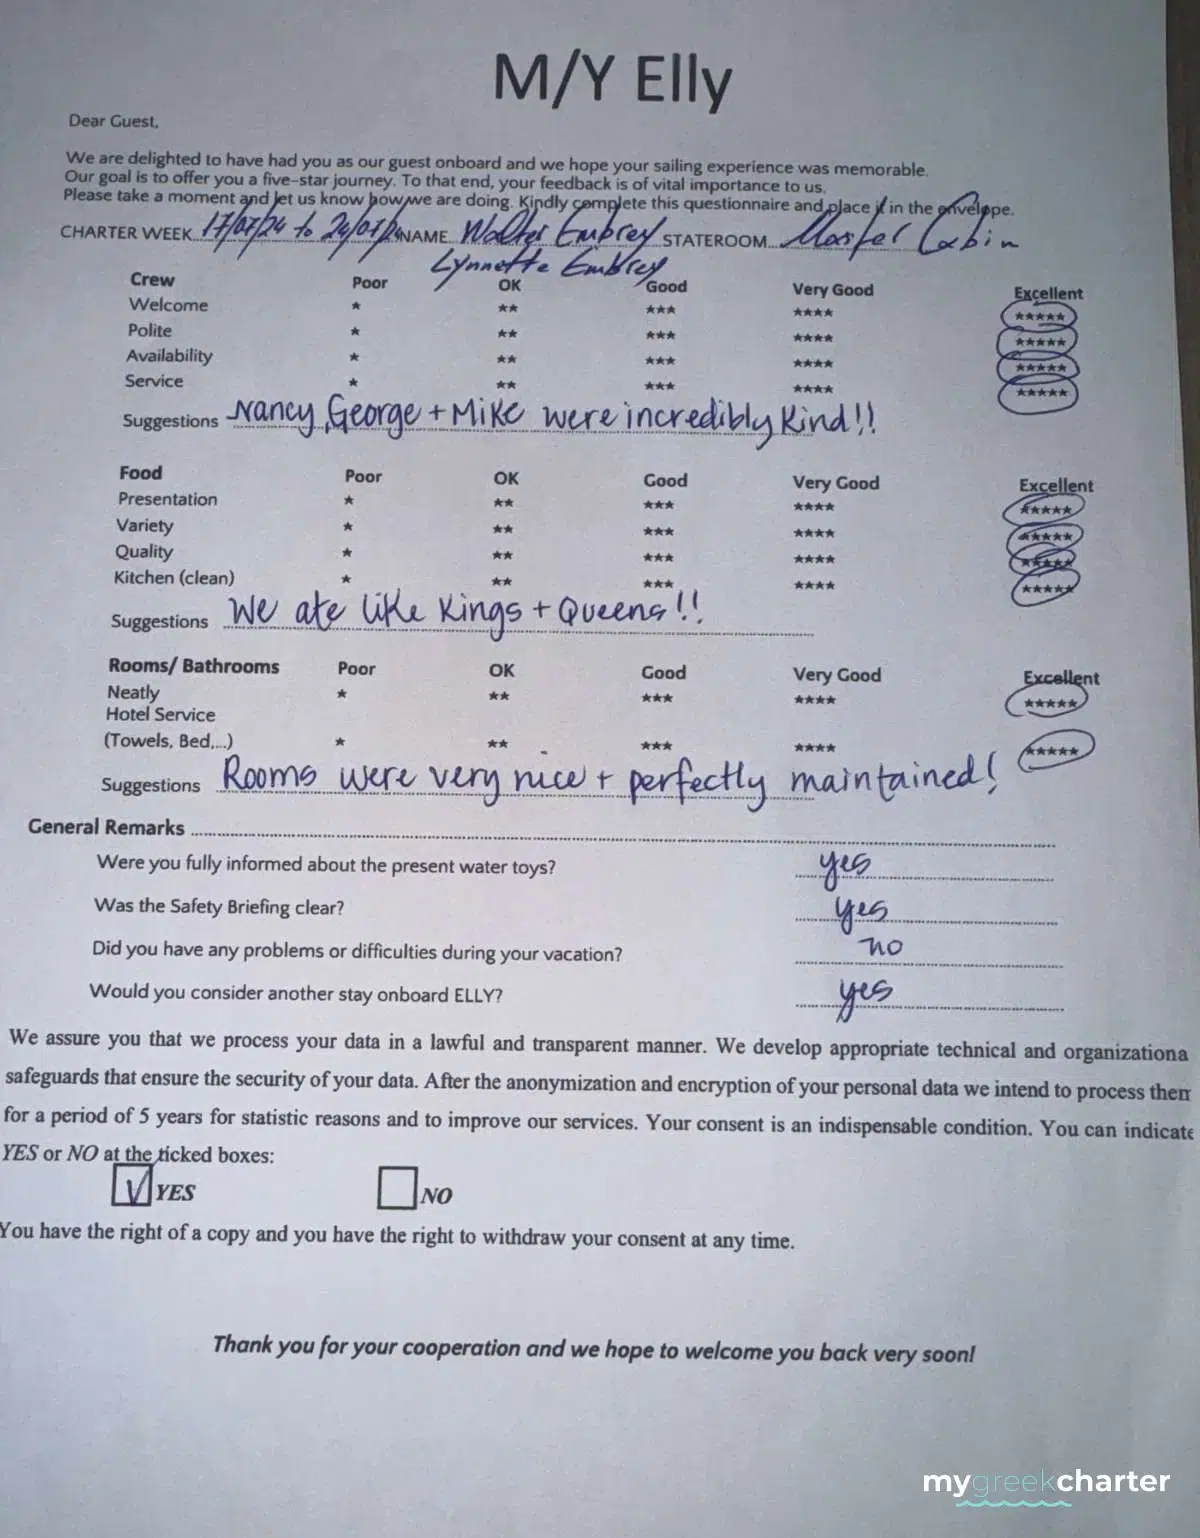 M/Y Elly
Dear Guest,
We are delighted to have had you as our guest onboard and we hope your sailing experience was memorable.
Our goal is to offer you a five-star journey. To that end, your feedback is of vital importance to us.
Please take a moment and let us know how we are doing. Kindly complete this questionnaire and place it in the envelope.
CHARTER WEEK 17/07/24 to 24/07/24 NAME Walter Embrey STATEROOM... Master Cabin
Lynnette Embrey
Crew Poor OK Good Very Good Excellent
Welcome ★ ★★ ★★★ ★★★★ ★★★★★
Polite ★ ★★ ★★★ ★★★★ ★★★★★
Availability ★ ★★ ★★★ ★★★★ ★★★★★
Service ★ ★★ ★★★ ★★★★ ★★★★★
Suggestions Nancy, George + Mike were incredibly kind!!
Food Poor OK Good Very Good Excellent
Presentation ★ ★★ ★★★ ★★★★ ★★★★★
Variety ★ ★★ ★★★ ★★★★ ★★★★★
Quality ★ ★★ ★★★ ★★★★ ★★★★★
Kitchen (clean) ★ ★★ ★★★ ★★★★ ★★★★★
Suggestions We ate like Kings + Queens!!
Rooms/ Bathrooms Poor OK Good Very Good Excellent
Neatly ★ ★★ ★★★ ★★★★ ★★★★★
Hotel Service
(Towels, Bed,...) ★ ★★ ★★★ ★★★★ ★★★★★
Suggestions Rooms were very nice + perfectly maintained!
General Remarks
Were you fully informed about the present water toys? yes
Was the Safety Briefing clear? yes
Did you have any problems or difficulties during your vacation? no
Would you consider another stay onboard ELLY? yes
We assure you that we process your data in a lawful and transparent manner. We develop appropriate technical and organizationa
safeguards that ensure the security of your data. After the anonymization and encryption of your personal data we intend to process them
for a period of 5 years for statistic reasons and to improve our services. Your consent is an indispensable condition. You can indicate
YES or NO at the ticked boxes:
YES NO
You have the right of a copy and you have the right to withdraw your consent at any time.
Thank you for your cooperation and we hope to welcome you back very soon!
mygreekcharter